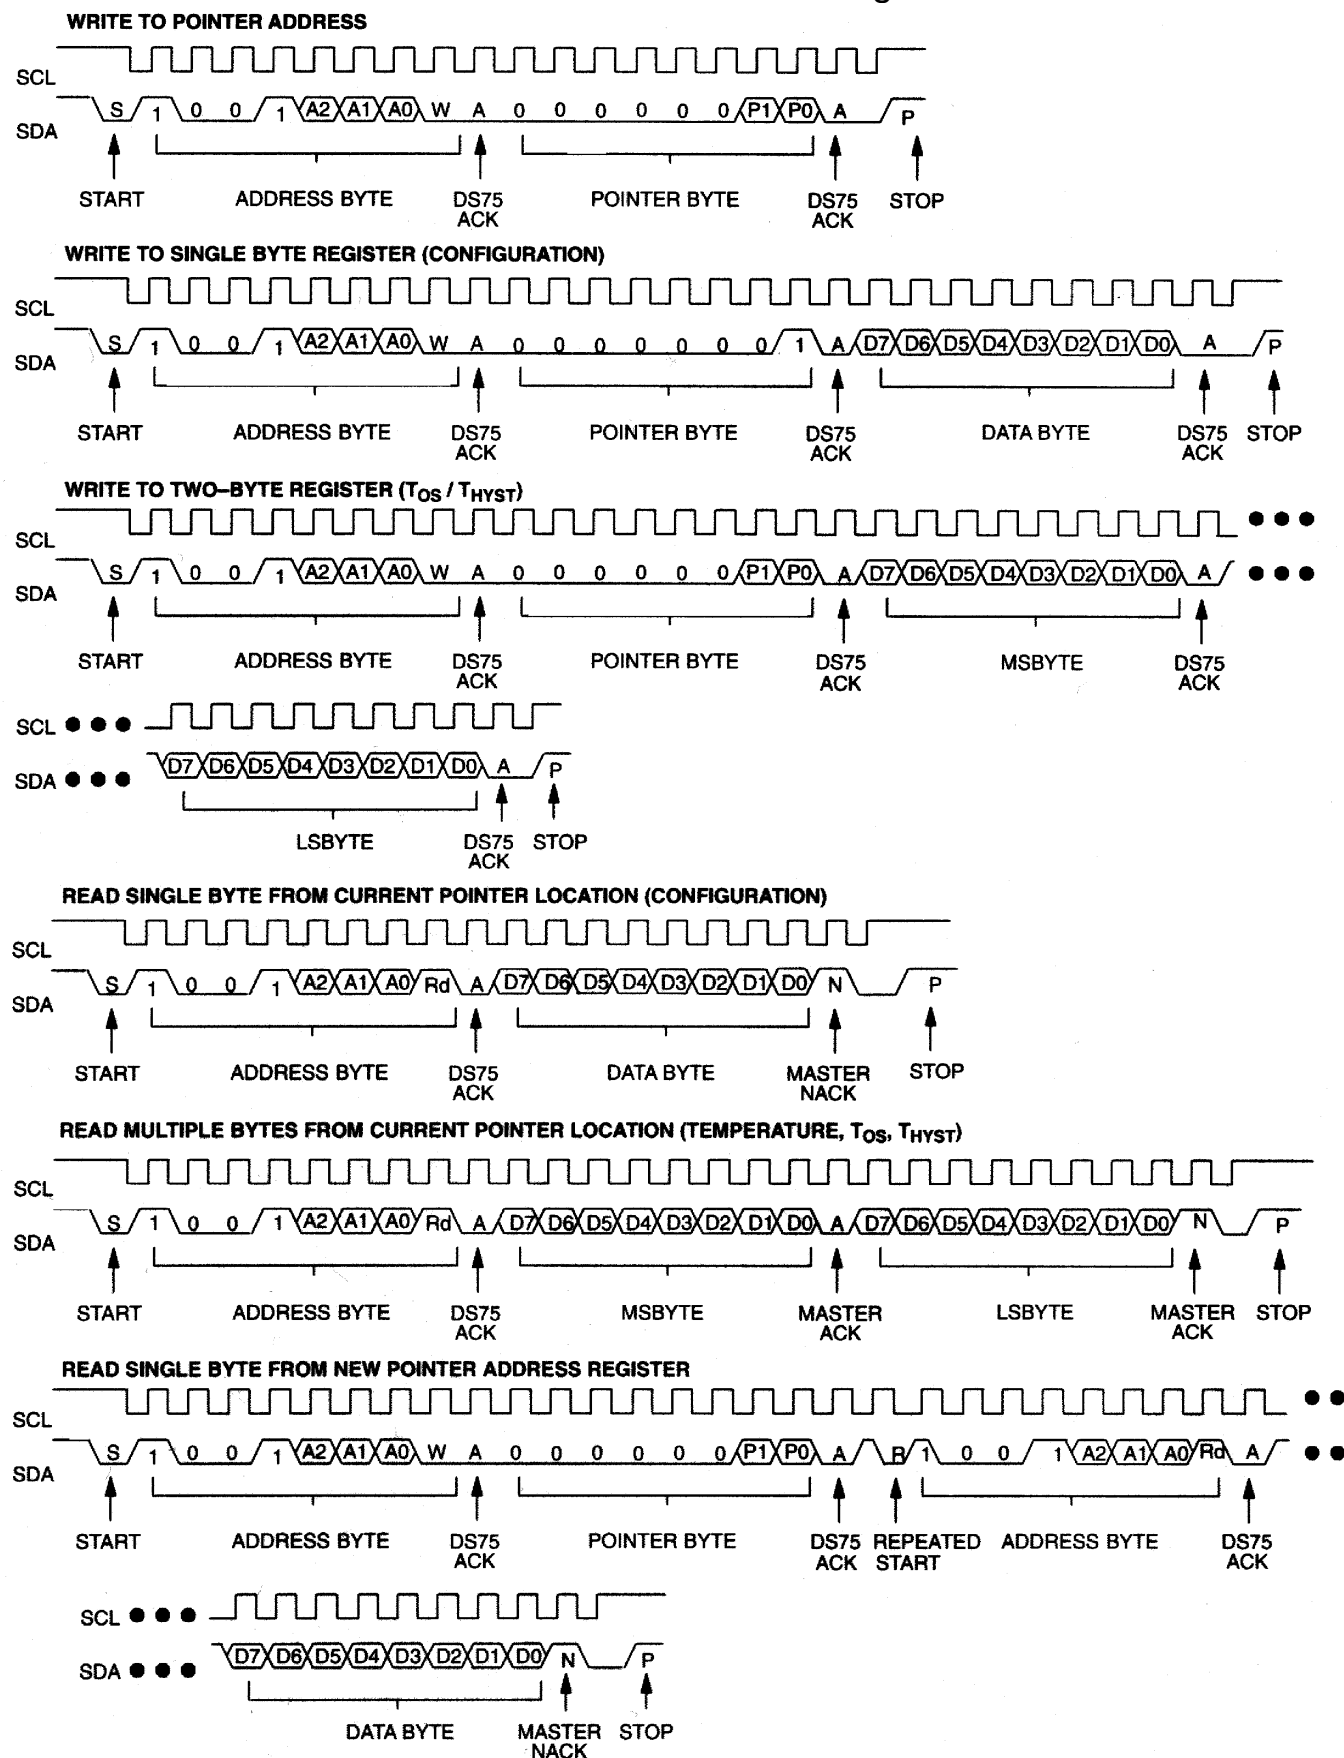 WRITE TO POINTER ADDRESS
SCL
SDA S 1 0 0 1 A2 A1 A0 W A 0 0 0 0 0 0 P1 P0 A P
START ADDRESS BYTE DS75 ACK POINTER BYTE DS75 ACK STOP
WRITE TO SINGLE BYTE REGISTER (CONFIGURATION)
SCL
SDA S 1 0 0 1 A2 A1 A0 W A 0 0 0 0 0 0 0 1 A D7 D6 D5 D4 D3 D2 D1 D0 A P
START ADDRESS BYTE DS75 ACK POINTER BYTE DS75 ACK DATA BYTE DS75 ACK STOP
WRITE TO TWO–BYTE REGISTER (TOS / THYST)
SCL
SDA S 1 0 0 1 A2 A1 A0 W A 0 0 0 0 0 0 P1 P0 A D7 D6 D5 D4 D3 D2 D1 D0 A
START ADDRESS BYTE DS75 ACK POINTER BYTE DS75 ACK MSBYTE DS75 ACK
SCL
SDA D7 D6 D5 D4 D3 D2 D1 D0 A P
LSBYTE DS75 ACK STOP
READ SINGLE BYTE FROM CURRENT POINTER LOCATION (CONFIGURATION)
SCL
SDA S 1 0 0 1 A2 A1 A0 Rd A D7 D6 D5 D4 D3 D2 D1 D0 N P
START ADDRESS BYTE DS75 ACK DATA BYTE MASTER NACK STOP
READ MULTIPLE BYTES FROM CURRENT POINTER LOCATION (TEMPERATURE, TOS, THYST)
SCL
SDA S 1 0 0 1 A2 A1 A0 Rd A D7 D6 D5 D4 D3 D2 D1 D0 A D7 D6 D5 D4 D3 D2 D1 D0 N P
START ADDRESS BYTE DS75 ACK MSBYTE MASTER ACK LSBYTE MASTER ACK STOP
READ SINGLE BYTE FROM NEW POINTER ADDRESS REGISTER
SCL
SDA S 1 0 0 1 A2 A1 A0 W A 0 0 0 0 0 0 P1 P0 A R 1 0 0 1 A2 A1 A0 Rd A
START ADDRESS BYTE DS75 ACK POINTER BYTE DS75 ACK REPEATED START ADDRESS BYTE DS75 ACK
SCL
SDA D7 D6 D5 D4 D3 D2 D1 D0 N P
DATA BYTE MASTER NACK STOP